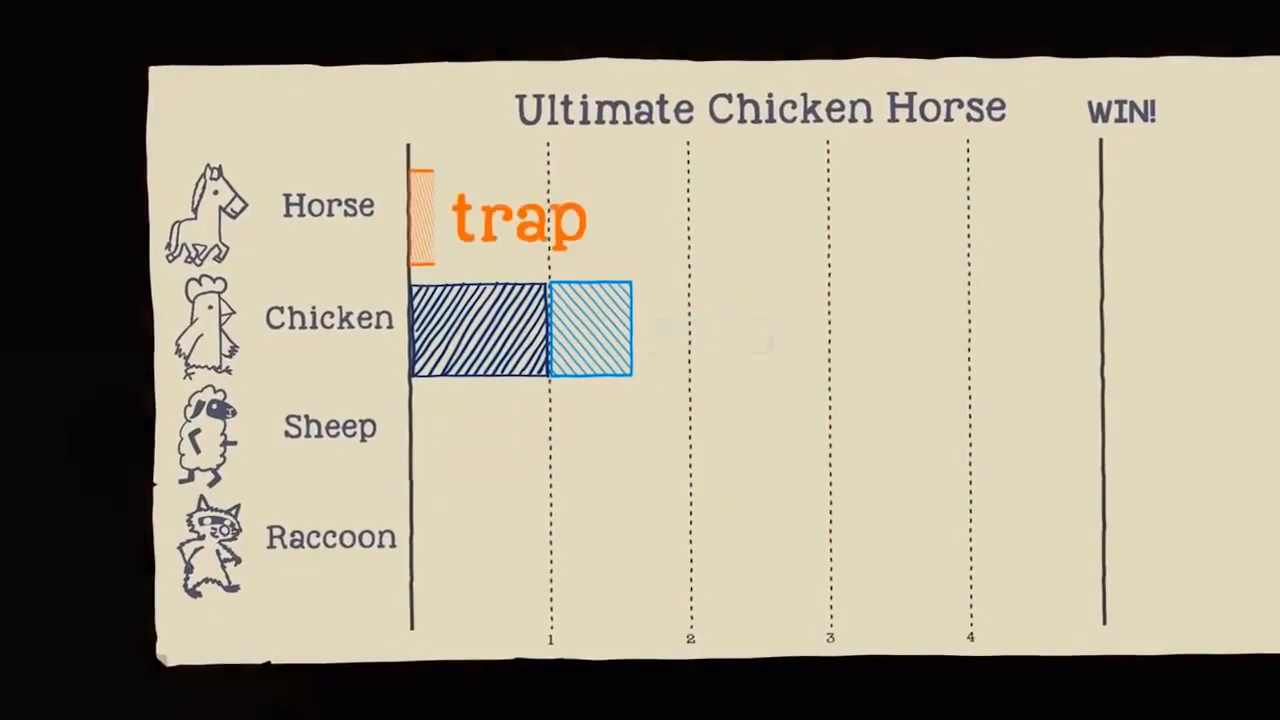 Ultimate Chicken Horse
WIN!
Horse
trap
Chicken
Sheep
Raccoon
1 2 3 4